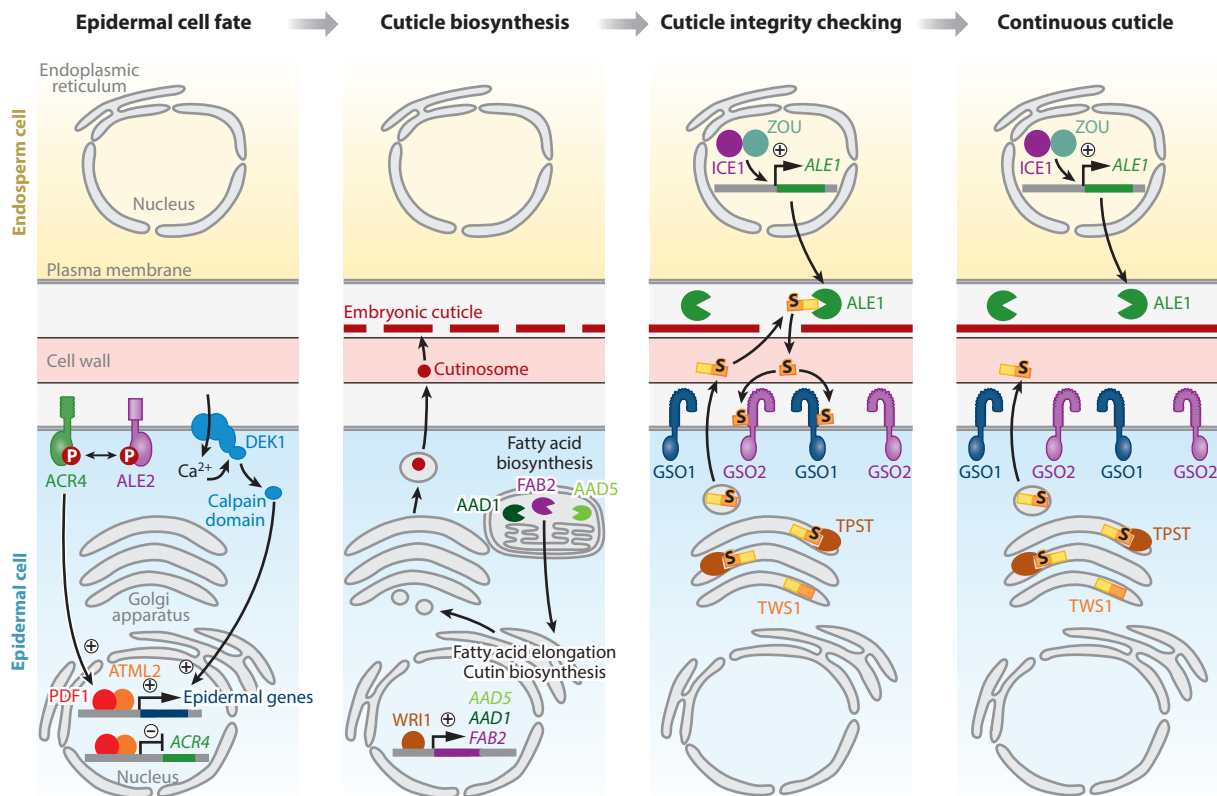 Epidermal cell fate
Cuticle biosynthesis
Cuticle integrity checking
Continuous cuticle
Endosperm cell
Epidermal cell
Endoplasmic
reticulum
Nucleus
Plasma membrane
Cell wall
P
P
ACR4
ALE2
Ca2+
DEK1
Calpain
domain
Golgi
apparatus
+
ATML2
+
+
PDF1
Epidermal genes
−
ACR4
Nucleus
Embryonic cuticle
Cutinosome
Fatty acid
biosynthesis
FAB2
AAD1
AAD5
Fatty acid elongation
Cutin biosynthesis
AAD5
WRI1
+
AAD1
FAB2
ZOU
+
ICE1
ALE1
S
ALE1
S
S
S
S
GSO1
GSO2
GSO1
GSO2
S
S
TPST
S
TWS1
ZOU
+
ICE1
ALE1
ALE1
S
GSO1
GSO2
GSO1
GSO2
S
S
TPST
S
TWS1